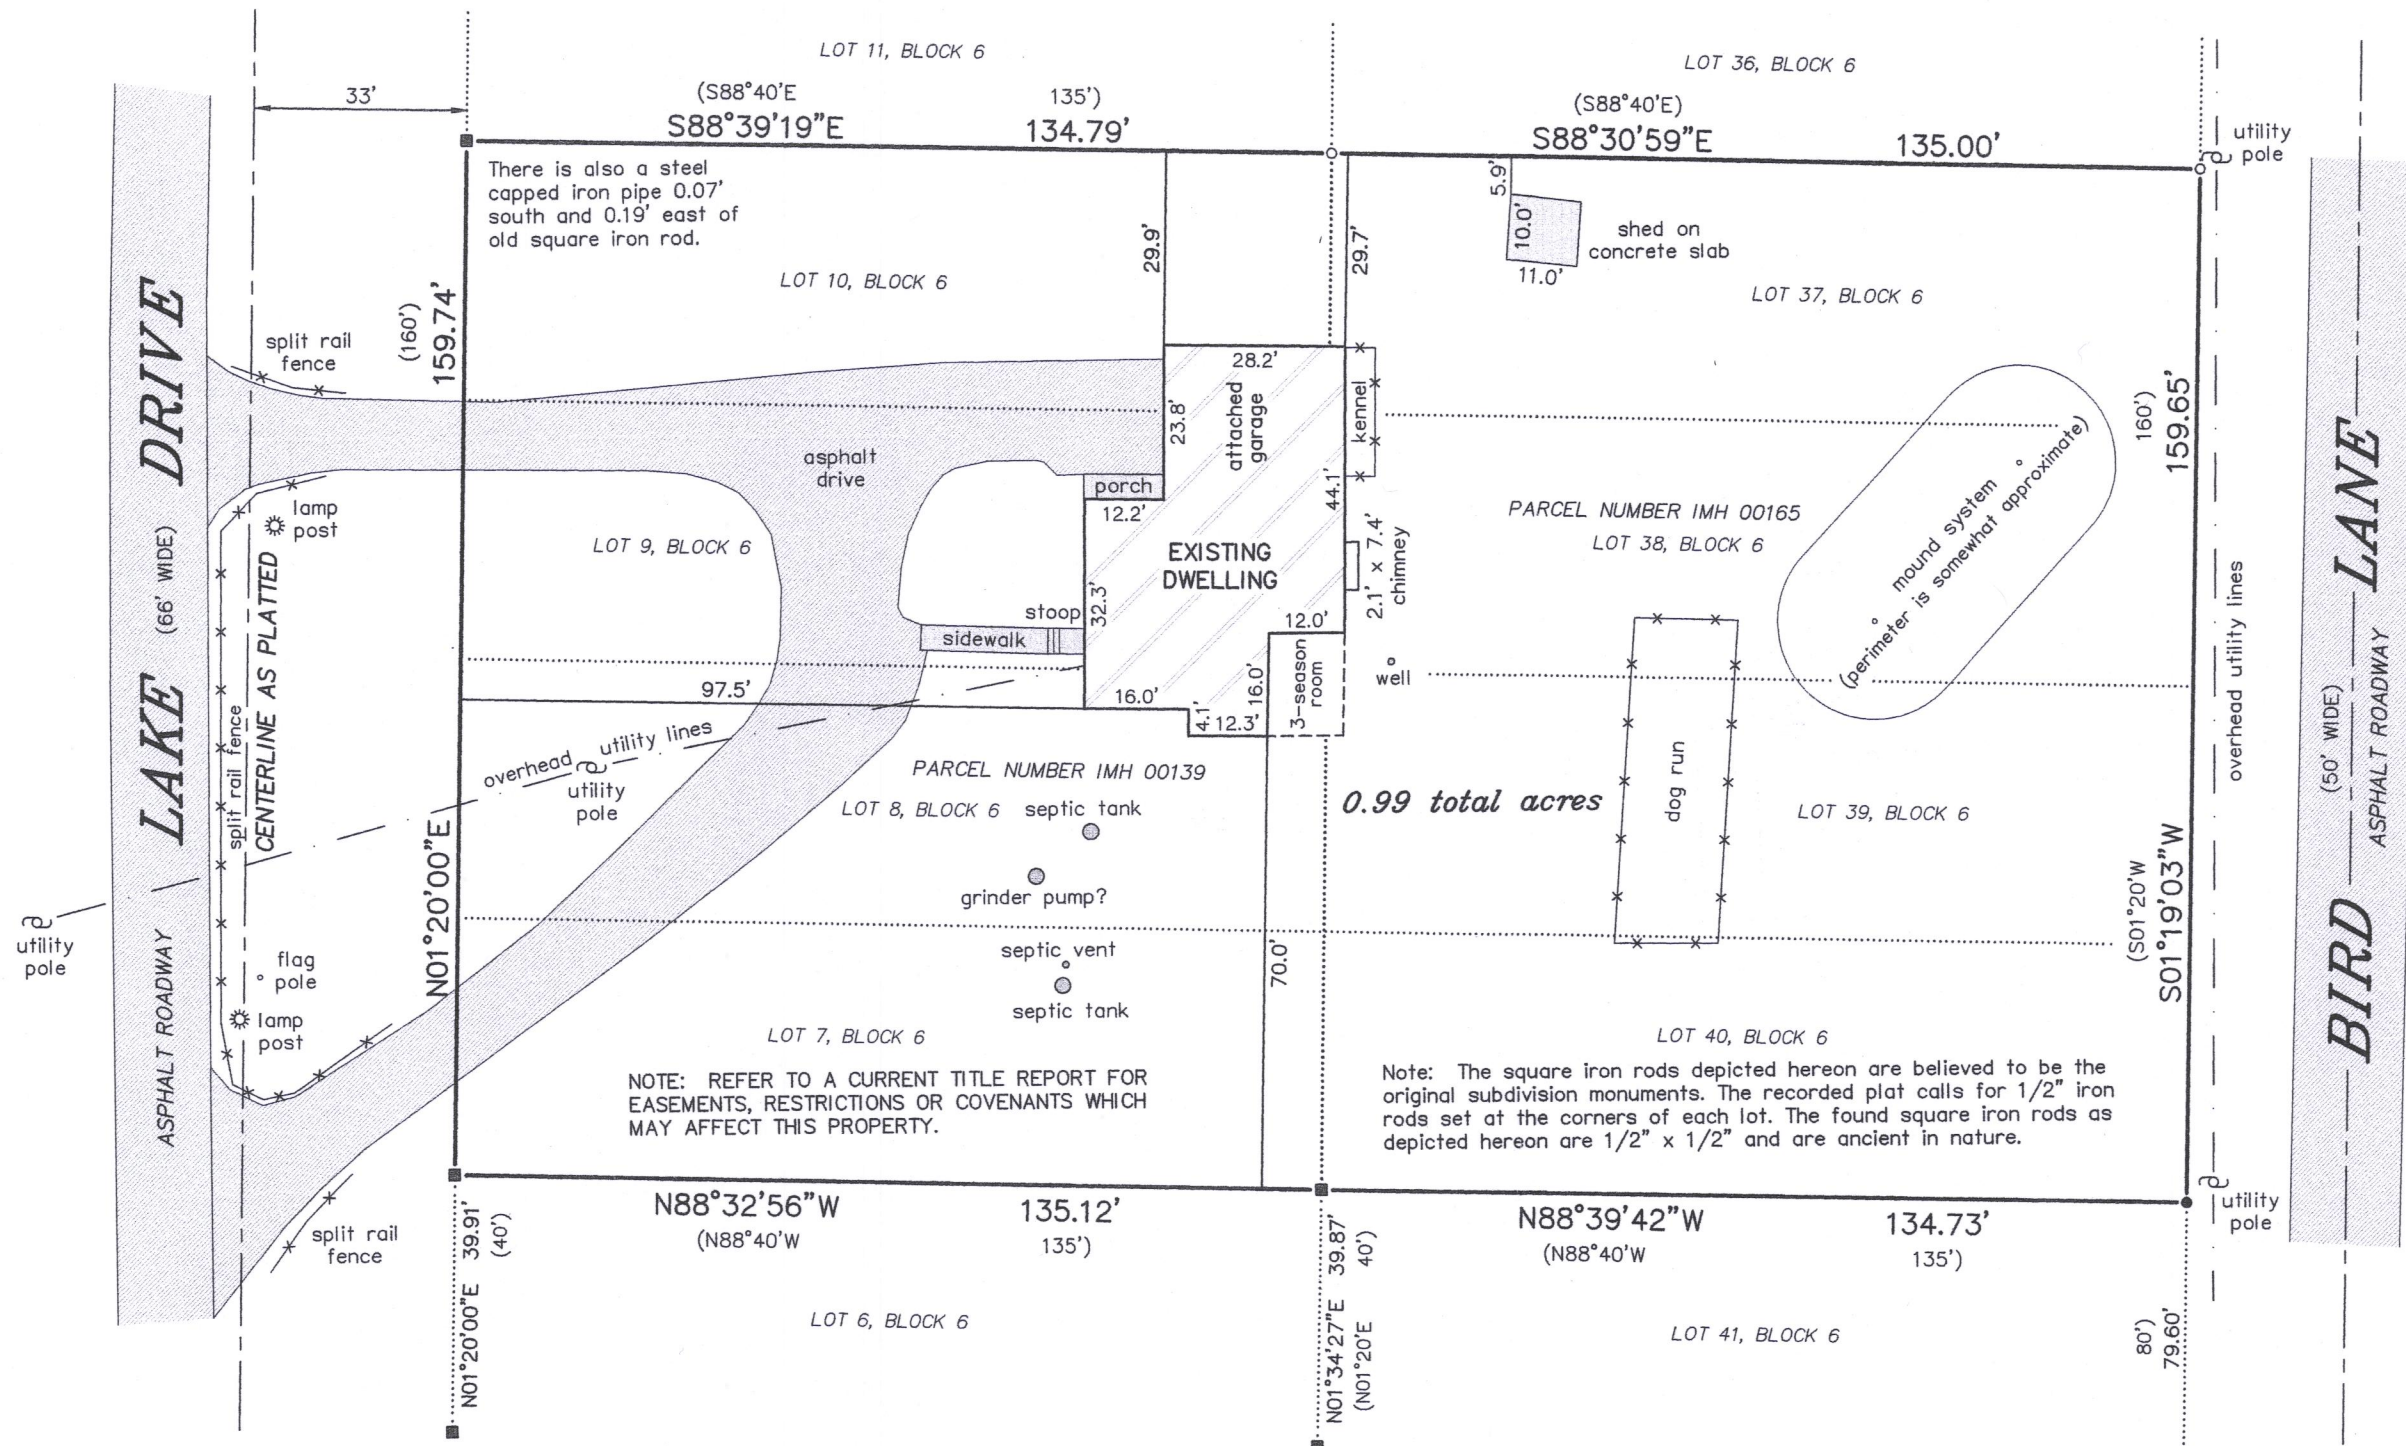 LOT 11, BLOCK 6
LOT 36, BLOCK 6
33'
(S88°40'E 135')
S88°39'19"E 134.79'
(S88°40'E)
S88°30'59"E 135.00'
utility
pole
There is also a steel
capped iron pipe 0.07'
south and 0.19' east of
old square iron rod.
29.9'
29.7'
5.9'
10.0'
11.0'
shed on
concrete slab
LOT 10, BLOCK 6
LOT 37, BLOCK 6
(160')
159.74'
split rail
fence
28.2'
attached
garage
23.8'
kennel
44.1'
160')
159.65'
asphalt
drive
porch
12.2'
lamp
post
LOT 9, BLOCK 6
EXISTING
DWELLING
2.1' x 7.4'
chimney
PARCEL NUMBER IMH 00165
LOT 38, BLOCK 6
mound system
(perimeter is somewhat approximate)
LAKE DRIVE
(66' WIDE)
ASPHALT ROADWAY
CENTERLINE AS PLATTED
split rail fence
stoop
sidewalk
32.3'
12.0'
16.0'
3-season
room
well
97.5'
16.0'
4.1'
12.3'
overhead utility lines
utility
pole
PARCEL NUMBER IMH 00139
LOT 8, BLOCK 6
septic tank
grinder pump?
0.99 total acres
dog run
LOT 39, BLOCK 6
overhead utility lines
BIRD LANE
(50' WIDE)
ASPHALT ROADWAY
N01°20'00"E
(S01°20'W
S01°19'03"W
utility
pole
flag
pole
lamp
post
septic vent
septic tank
70.0'
LOT 7, BLOCK 6
LOT 40, BLOCK 6
NOTE: REFER TO A CURRENT TITLE REPORT FOR
EASEMENTS, RESTRICTIONS OR COVENANTS WHICH
MAY AFFECT THIS PROPERTY.
Note: The square iron rods depicted hereon are believed to be the
original subdivision monuments. The recorded plat calls for 1/2" iron
rods set at the corners of each lot. The found square iron rods as
depicted hereon are 1/2" x 1/2" and are ancient in nature.
N88°32'56"W 135.12'
(N88°40'W 135')
N88°39'42"W 134.73'
(N88°40'W 135')
utility
pole
split rail
fence
N01°20'00"E 39.91'
(40')
N01°34'27"E 39.87'
(N01°20'E 40')
80')
79.60'
LOT 6, BLOCK 6
LOT 41, BLOCK 6